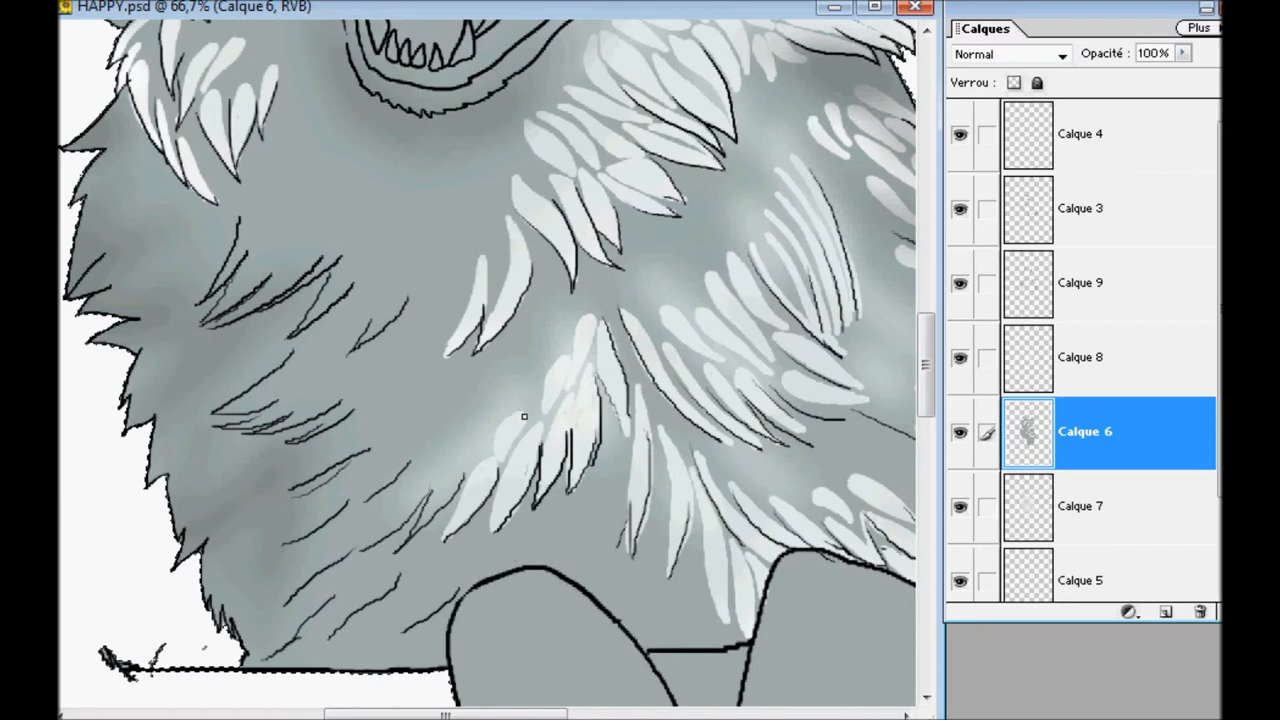 HAPPY.psd @ 66,7% (Calque 6, RVB)
Calques
Plus
Normal
Opacité : 100%
Verrou :
Calque 4
Calque 3
Calque 9
Calque 8
Calque 6
Calque 7
Calque 5